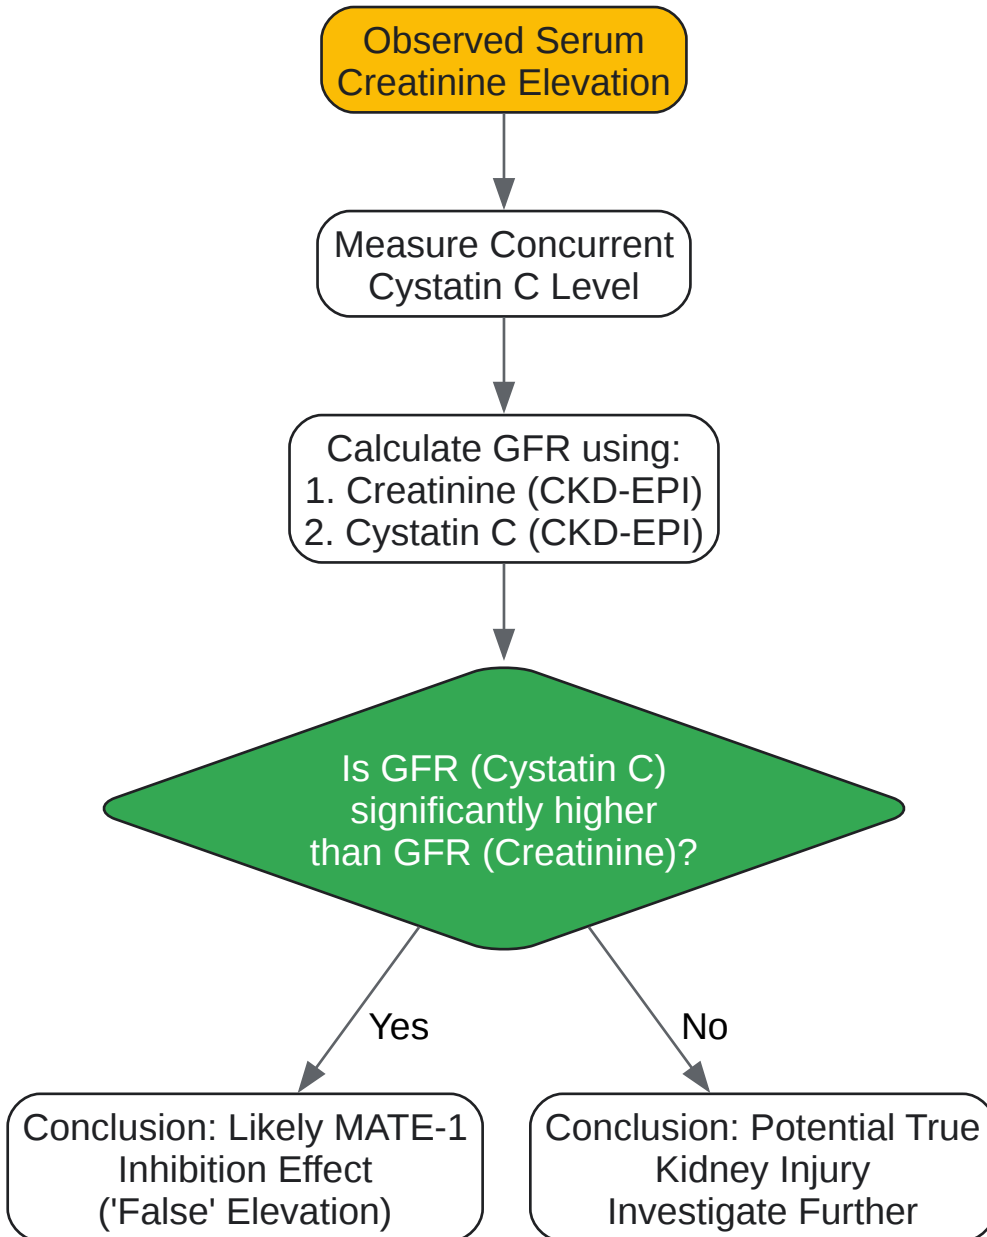 Observed Serum
Creatinine Elevation
Measure Concurrent
Cystatin C Level
Calculate GFR using:
1. Creatinine (CKD-EPI)
2. Cystatin C (CKD-EPI)
Is GFR (Cystatin C)
significantly higher
than GFR (Creatinine)?
Yes
No
Conclusion: Likely MATE-1
Inhibition Effect
('False' Elevation)
Conclusion: Potential True
Kidney Injury
Investigate Further